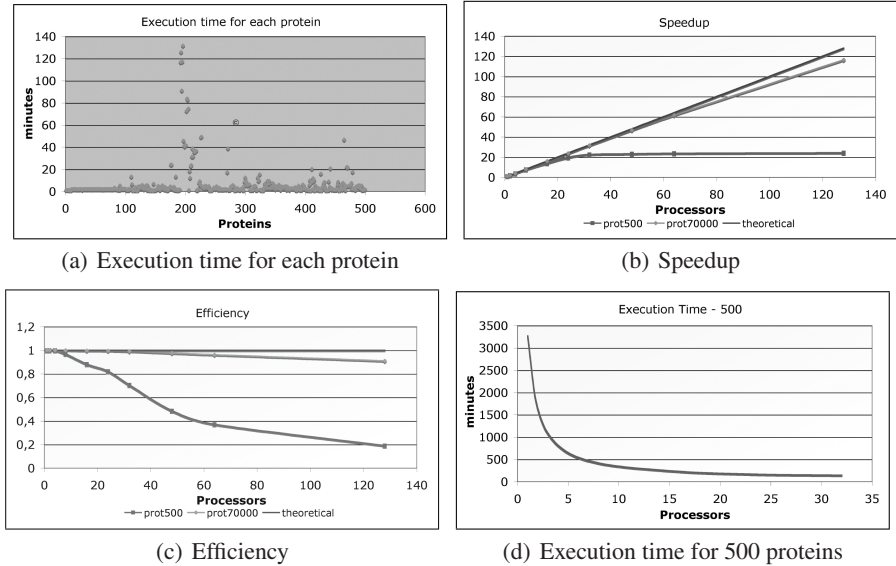 Execution time for each protein
140
120
100
80
60
40
20
0
minutes
0 100 200 300 400 500 600
Proteins
(a) Execution time for each protein
Speedup
140
120
100
80
60
40
20
0
0 20 40 60 80 100 120 140
Processors
prot500 prot70000 theoretical
(b) Speedup
Efficiency
1,2
1
0,8
0,6
0,4
0,2
0
0 20 40 60 80 100 120 140
Processors
prot500 prot70000 theoretical
(c) Efficiency
Execution Time - 500
3500
3000
2500
2000
1500
1000
500
0
minutes
0 5 10 15 20 25 30 35
Processors
(d) Execution time for 500 proteins